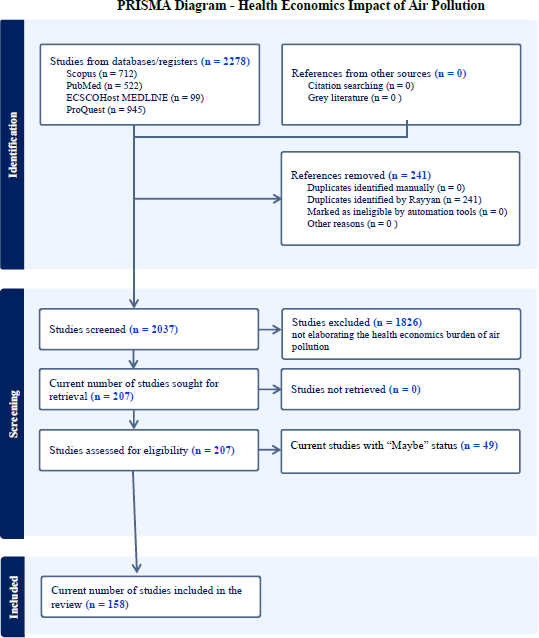 PRISMA Diagram - Health Economics Impact of Air Pollution
Identification
Studies from databases/registers (n = 2278)
Scopus (n = 712)
PubMed (n = 522)
ECSCOHost MEDLINE (n = 99)
ProQuest (n = 945)
References from other sources (n = 0)
Citation searching (n = 0)
Grey literature (n = 0 )
References removed (n = 241)
Duplicates identified manually (n = 0)
Duplicates identified by Rayyan (n = 241)
Marked as ineligible by automation tools (n = 0)
Other reasons (n = 0 )
Screening
Studies screened (n = 2037)
Studies excluded (n = 1826)
not elaborating the health economics burden of air
pollution
Current number of studies sought for
retrieval (n = 207)
Studies not retrieved (n = 0)
Studies assessed for eligibility (n = 207)
Current studies with “Maybe” status (n = 49)
Included
Current number of studies included in the
review (n = 158)